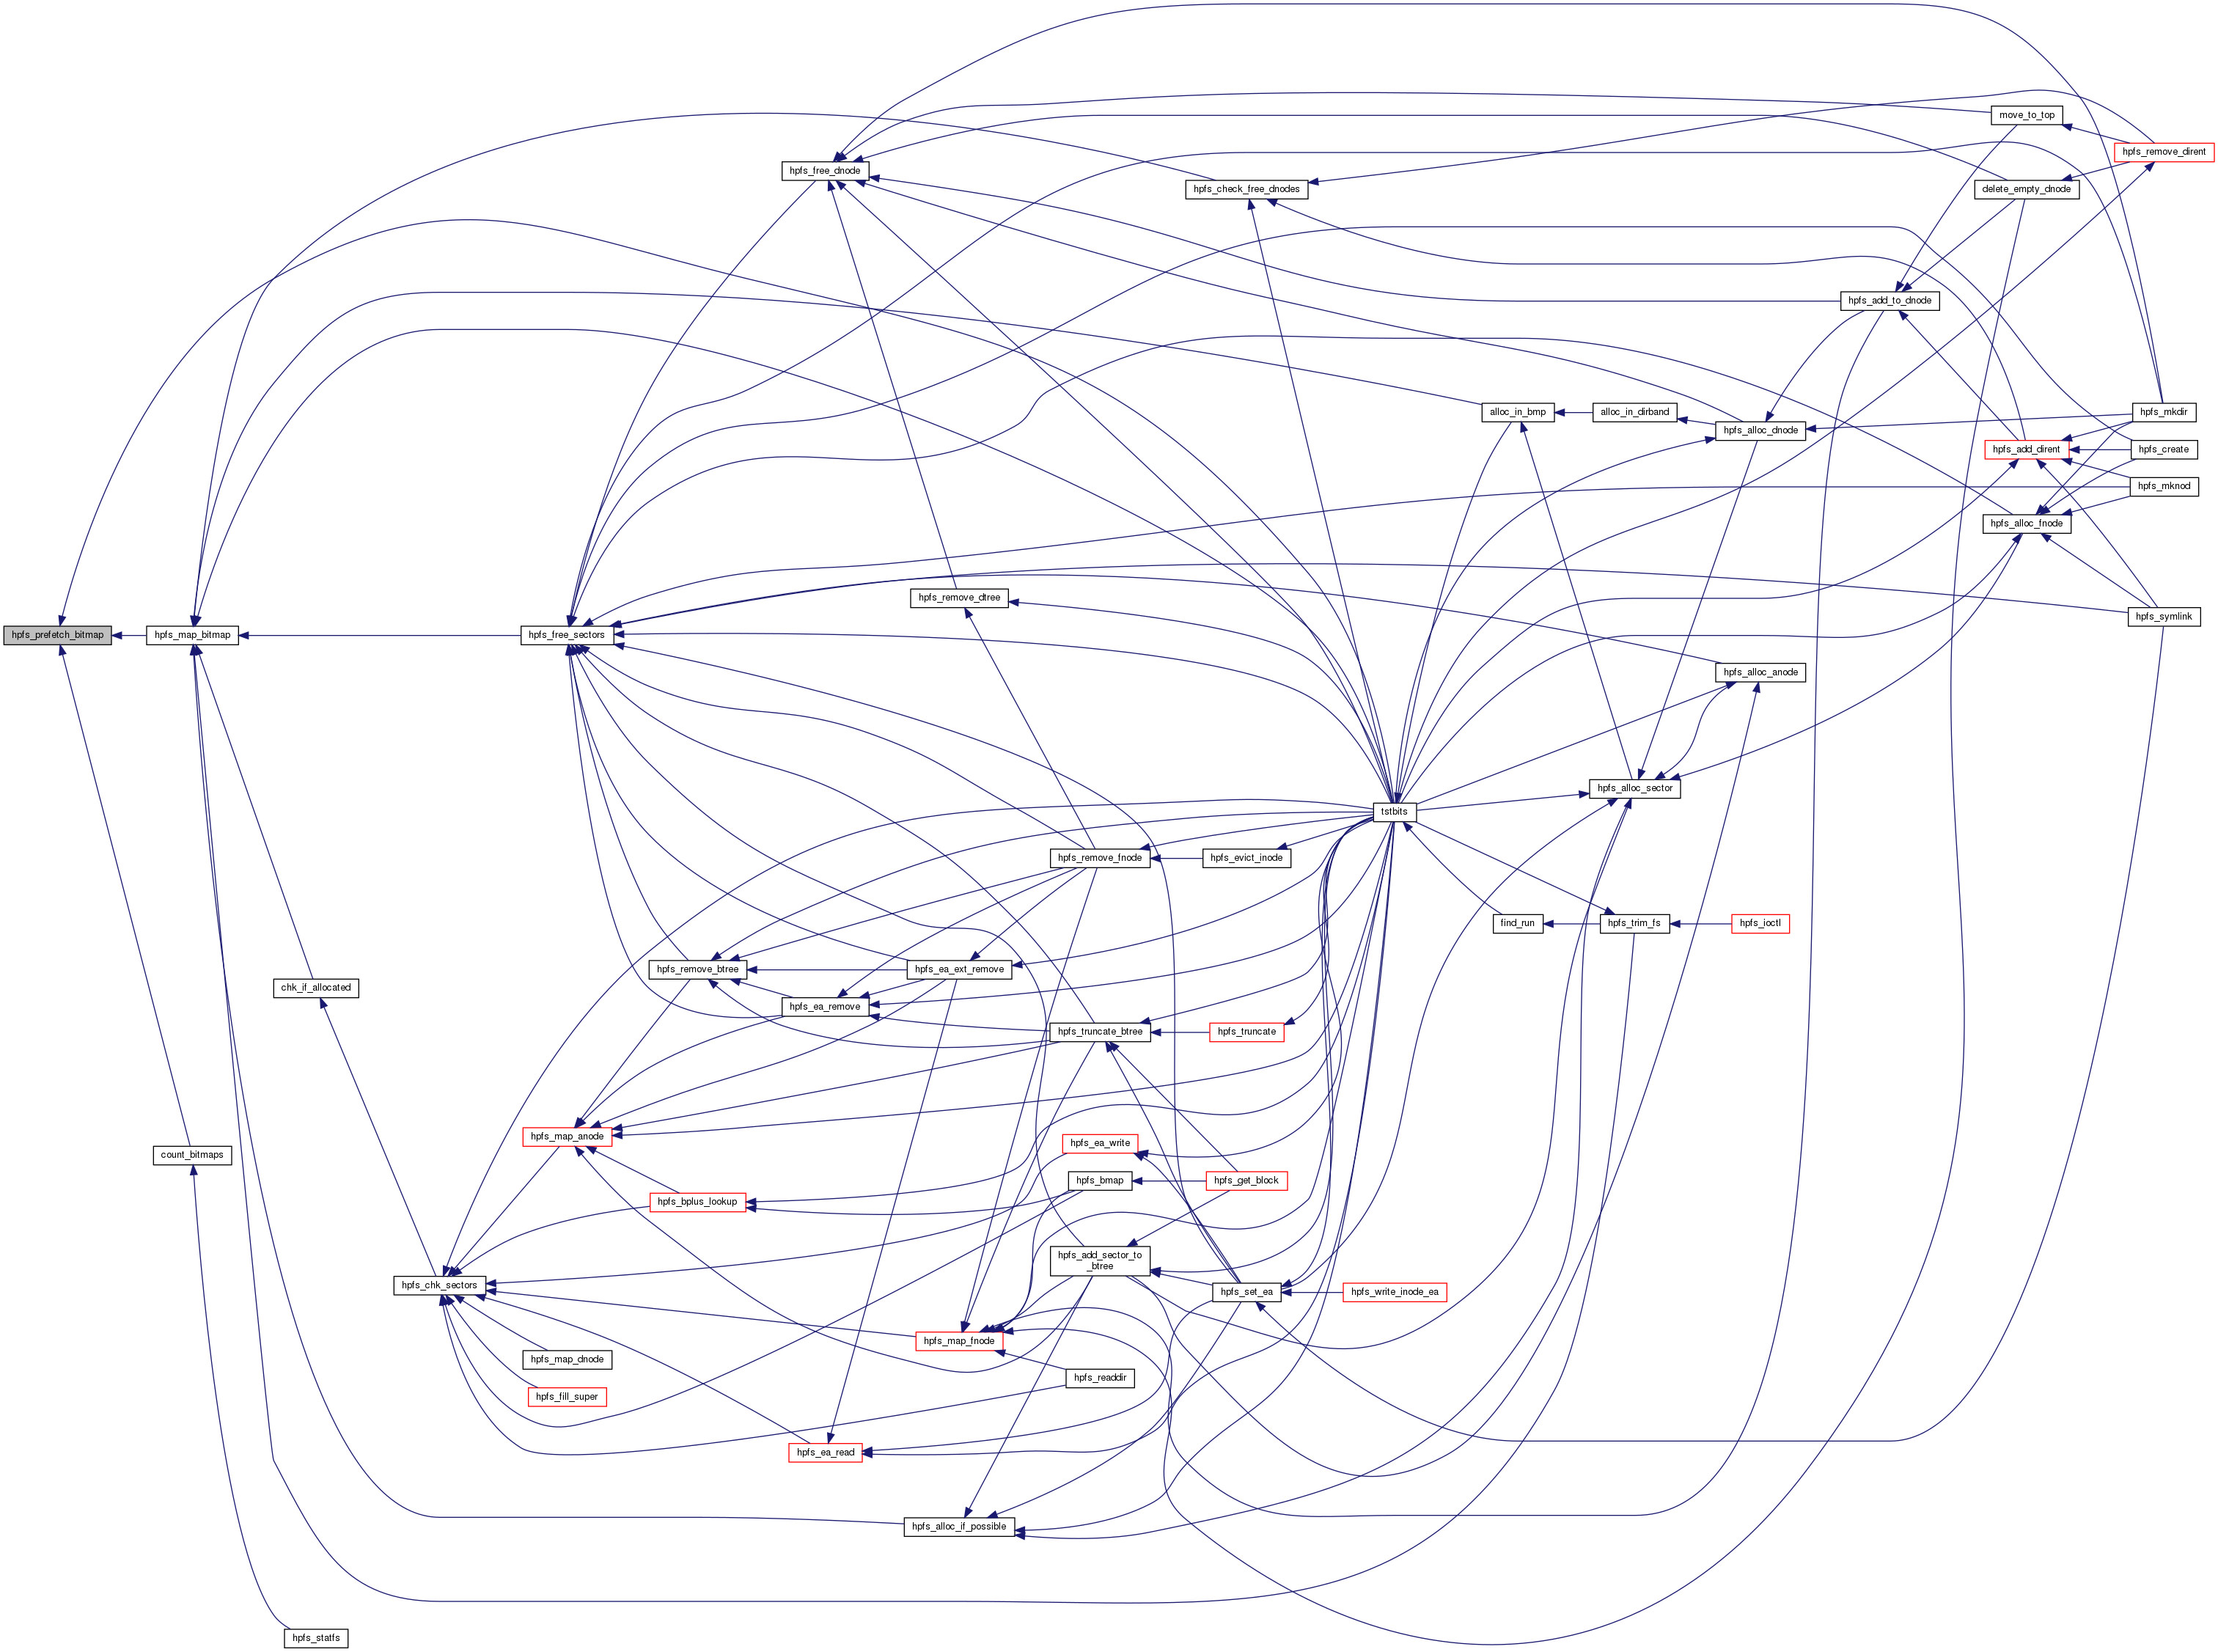 move_to_top
hpfs_remove_dirent
hpfs_free_dnode
hpfs_check_free_dnodes
delete_empty_dnode
hpfs_add_to_dnode
alloc_in_bmp
alloc_in_dirband
hpfs_mkdir
hpfs_alloc_dnode
hpfs_add_dirent
hpfs_create
hpfs_mknod
hpfs_alloc_fnode
hpfs_remove_dtree
hpfs_symlink
hpfs_prefetch_bitmap
hpfs_map_bitmap
hpfs_free_sectors
hpfs_alloc_anode
hpfs_alloc_sector
tstbits
hpfs_remove_fnode
hpfs_evict_inode
find_run
hpfs_trim_fs
hpfs_ioctl
hpfs_remove_btree
hpfs_ea_ext_remove
chk_if_allocated
hpfs_ea_remove
hpfs_truncate_btree
hpfs_truncate
hpfs_map_anode
hpfs_ea_write
count_bitmaps
hpfs_bmap
hpfs_get_block
hpfs_bplus_lookup
hpfs_add_sector_to
_btree
hpfs_chk_sectors
hpfs_set_ea
hpfs_write_inode_ea
hpfs_map_fnode
hpfs_map_dnode
hpfs_readdir
hpfs_fill_super
hpfs_ea_read
hpfs_alloc_if_possible
hpfs_statfs